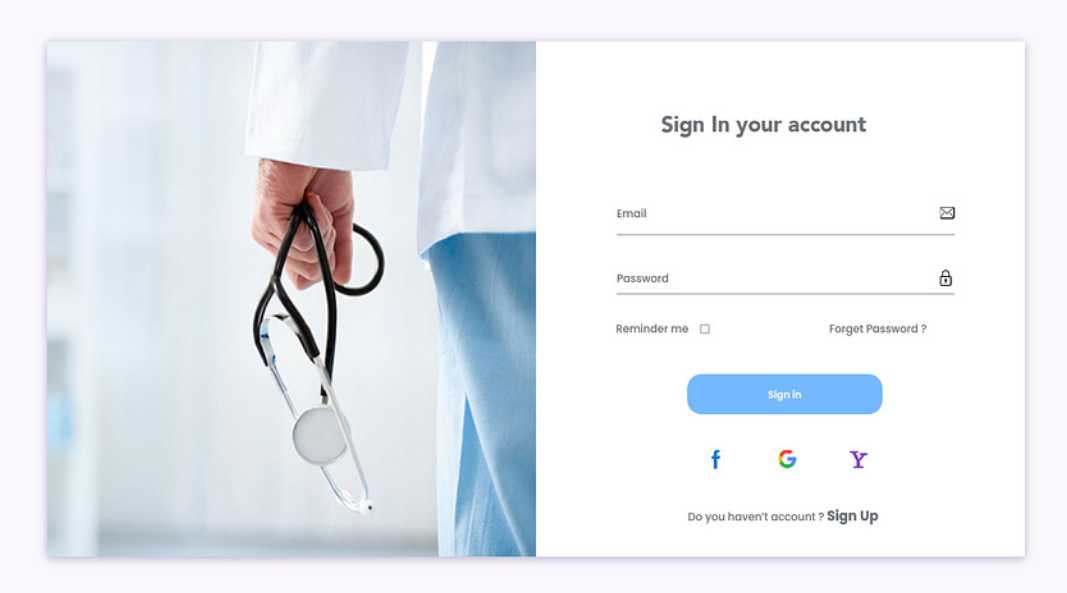 Sign In your account
Email
Password
Reminder me
Forget Password ?
Sign in
Do you haven't account ? Sign Up